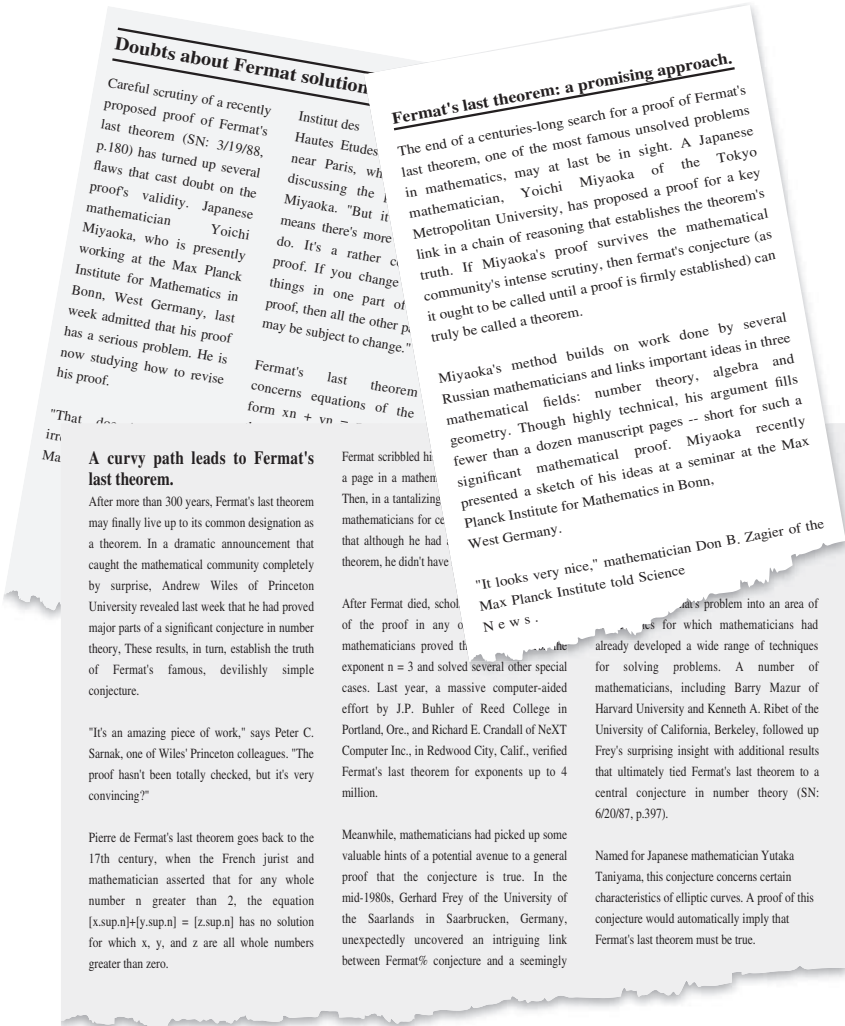 Doubts about Fermat solution
Careful scrutiny of a recently
proposed proof of Fermat's
last theorem (SN: 3/19/88,
p.180) has turned up several
flaws that cast doubt on the
proof's validity. Japanese
mathematician Yoichi
Miyaoka, who is presently
working at the Max Planck
Institute for Mathematics in
Bonn, West Germany, last
week admitted that his proof
has a serious problem. He is
now studying how to revise
his proof.
"That
Institut des
Hautes Etudes
near Paris,
discussing the
Miyaoka. "But it
means there's more
do. It's a rather
proof. If you change
things in one part of
proof, then all the other
may be subject to change."
Fermat's last theorem
concerns equations of the
form xn + yn =
Fermat's last theorem: a promising approach.
The end of a centuries-long search for a proof of Fermat's
last theorem, one of the most famous unsolved problems
in mathematics, may at last be in sight. A Japanese
mathematician, Yoichi Miyaoka of the Tokyo
Metropolitan University, has proposed a proof for a key
link in a chain of reasoning that establishes the theorem's
truth. If Miyaoka's proof survives the mathematical
community's intense scrutiny, then fermat's conjecture (as
it ought to be called until a proof is firmly established) can
truly be called a theorem.
Miyaoka's method builds on work done by several
Russian mathematicians and links important ideas in three
mathematical fields: number theory, algebra and
geometry. Though highly technical, his argument fills
fewer than a dozen manuscript pages -- short for such a
significant mathematical proof. Miyaoka recently
presented a sketch of his ideas at a seminar at the Max
Planck Institute for Mathematics in Bonn,
West Germany.
"It looks very nice," mathematician Don B. Zagier of the
Max Planck Institute told Science
N e w s .
A curvy path leads to Fermat's
last theorem.
After more than 300 years, Fermat's last theorem
may finally live up to its common designation as
a theorem. In a dramatic announcement that
caught the mathematical community completely
by surprise, Andrew Wiles of Princeton
University revealed last week that he had proved
major parts of a significant conjecture in number
theory, These results, in turn, establish the truth
of Fermat's famous, devilishly simple
conjecture.
"It's an amazing piece of work," says Peter C.
Sarnak, one of Wiles' Princeton colleagues. "The
proof hasn't been totally checked, but it's very
convincing?"
Pierre de Fermat's last theorem goes back to the
17th century, when the French jurist and
mathematician asserted that for any whole
number n greater than 2, the equation
[x.sup.n]+[y.sup.n] = [z.sup.n] has no solution
for which x, y, and z are all whole numbers
greater than zero.
Fermat scribbled
a page in a
Then, in a tantalizing
mathematicians for
that although he had
theorem, he didn't have
After Fermat died,
of the proof in any
mathematicians proved
exponent n = 3 and solved several other special
cases. Last year, a massive computer-aided
effort by J.P. Buhler of Reed College in
Portland, Ore., and Richard E. Crandall of NeXT
Computer Inc., in Redwood City, Calif., verified
Fermat's last theorem for exponents up to 4
million.
Meanwhile, mathematicians had picked up some
valuable hints of a potential avenue to a general
proof that the conjecture is true. In the
mid-1980s, Gerhard Frey of the University of
the Saarlands in Saarbrucken, Germany,
unexpectedly uncovered an intriguing link
between Fermat% conjecture and a seemingly
problem into an area of
for which mathematicians had
already developed a wide range of techniques
for solving problems. A number of
mathematicians, including Barry Mazur of
Harvard University and Kenneth A. Ribet of the
University of California, Berkeley, followed up
Frey's surprising insight with additional results
that ultimately tied Fermat's last theorem to a
central conjecture in number theory (SN:
6/20/87, p.397).
Named for Japanese mathematician Yutaka
Taniyama, this conjecture concerns certain
characteristics of elliptic curves. A proof of this
conjecture would automatically imply that
Fermat's last theorem must be true.